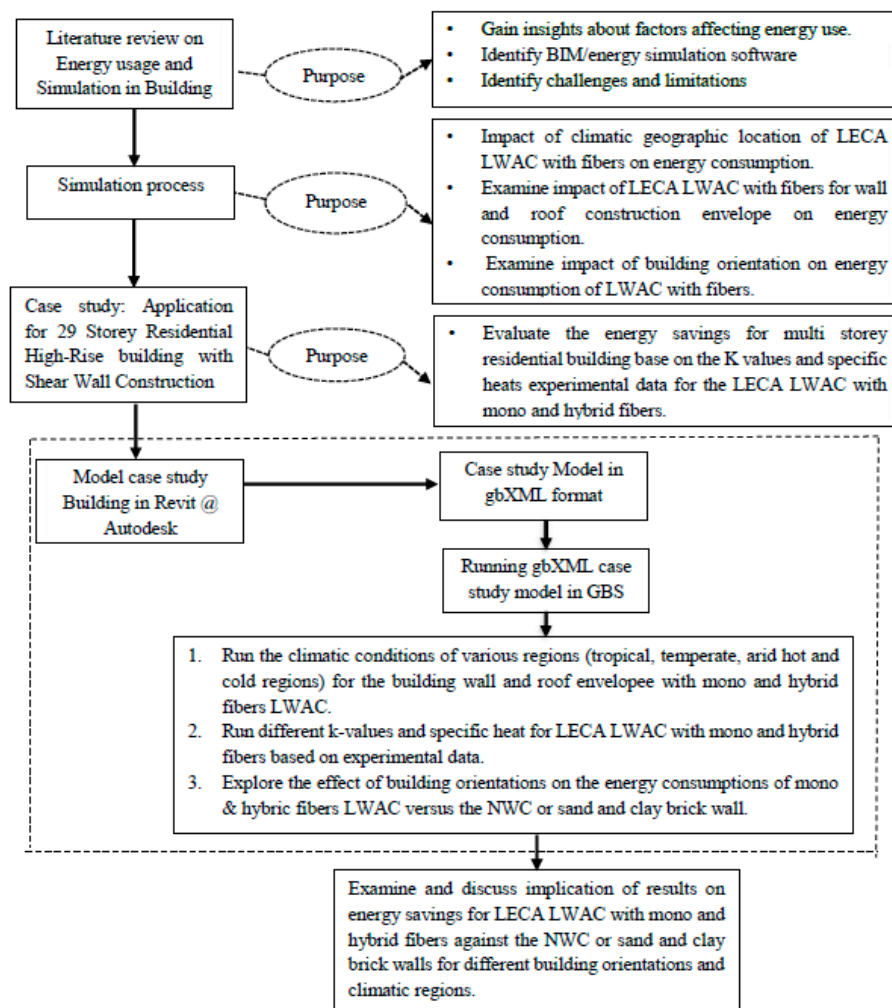 Literature review on
Energy usage and
Simulation in Building
Purpose
• Gain insights about factors affecting energy use.
• Identify BIM/energy simulation software
• Identify challenges and limitations
Simulation process
Purpose
• Impact of climatic geographic location of LECA
LWAC with fibers on energy consumption.
• Examine impact of LECA LWAC with fibers for wall
and roof construction envelope on energy
consumption.
• Examine impact of building orientation on energy
consumption of LWAC with fibers.
Case study: Application
for 29 Storey Residential
High-Rise building with
Shear Wall Construction
Purpose
• Evaluate the energy savings for multi storey
residential building base on the K values and specific
heats experimental data for the LECA LWAC with
mono and hybrid fibers.
Model case study
Building in Revit @
Autodesk
Case study Model in
gbXML format
Running gbXML case
study model in GBS
1. Run the climatic conditions of various regions (tropical, temperate, arid hot and
cold regions) for the building wall and roof envelopee with mono and hybrid
fibers LWAC.
2. Run different k-values and specific heat for LECA LWAC with mono and hybrid
fibers based on experimental data.
3. Explore the effect of building orientations on the energy consumptions of mono
& hybric fibers LWAC versus the NWC or sand and clay brick wall.
Examine and discuss implication of results on
energy savings for LECA LWAC with mono and
hybrid fibers against the NWC or sand and clay
brick walls for different building orientations and
climatic regions.